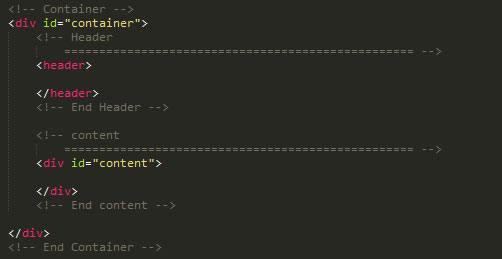 <!-- Container -->
<div id="container">
<!-- Header
================================================== -->
<header>
</header>
<!-- End Header -->
<!-- content
================================================== -->
<div id="content">
</div>
<!-- End content -->
</div>
<!-- End Container -->